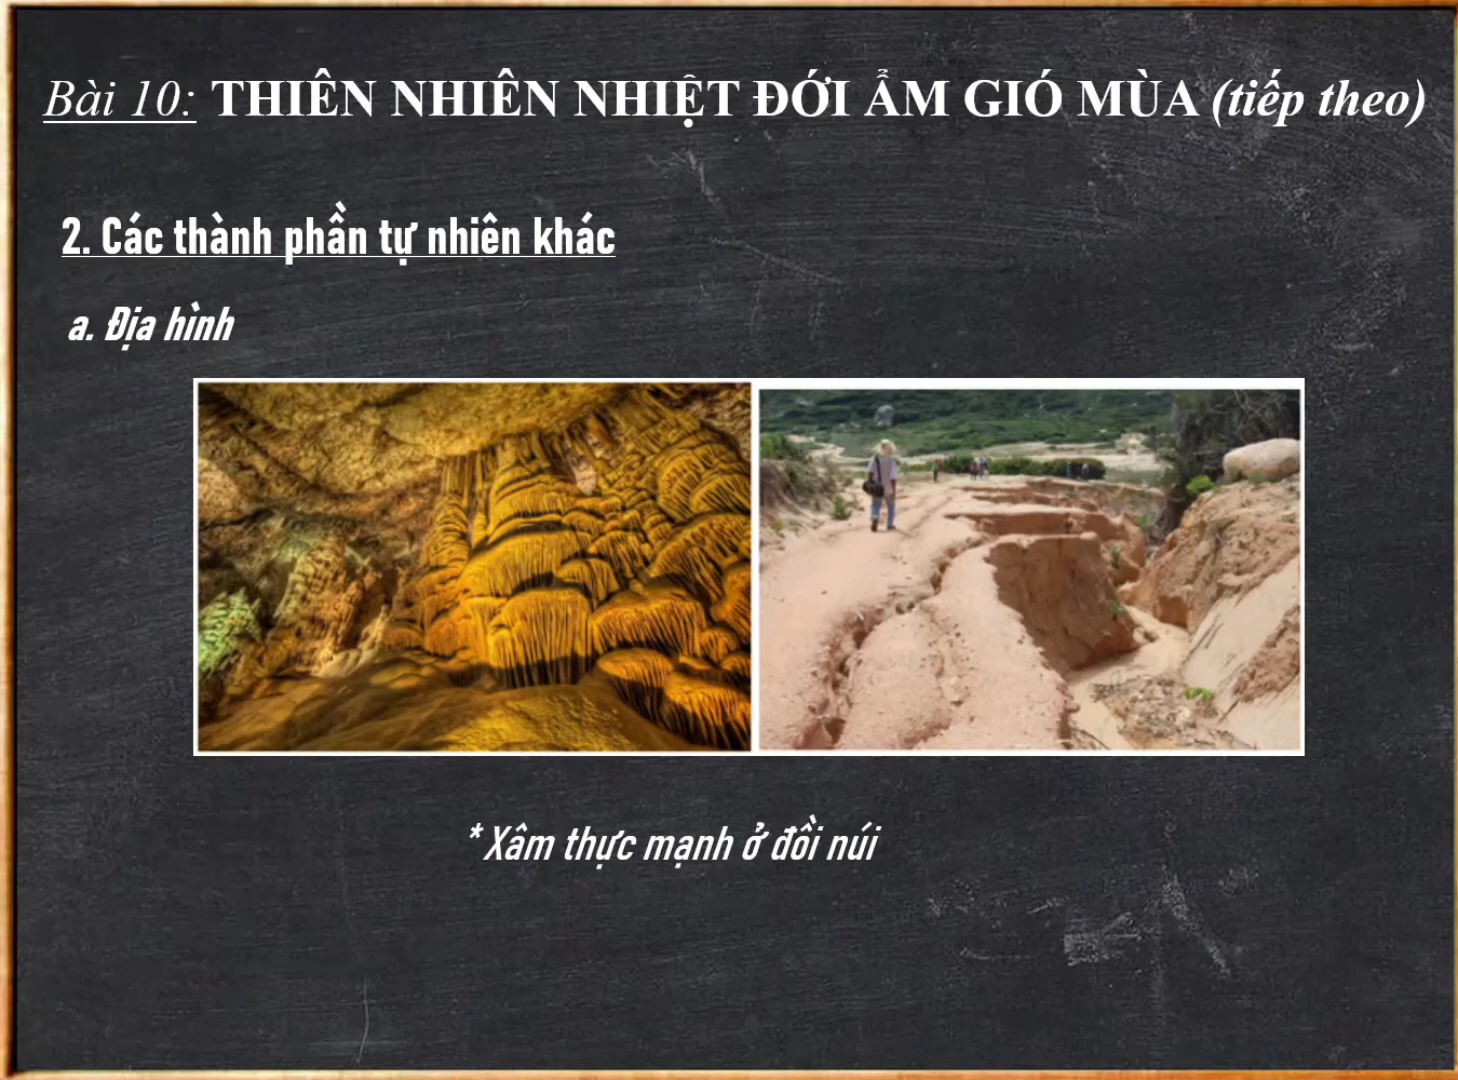 Bài 10: THIÊN NHIÊN NHIỆT ĐỚI ẨM GIÓ MÙA (tiếp theo)
2. Các thành phần tự nhiên khác
a. Địa hình
* Xâm thực mạnh ở đồi núi